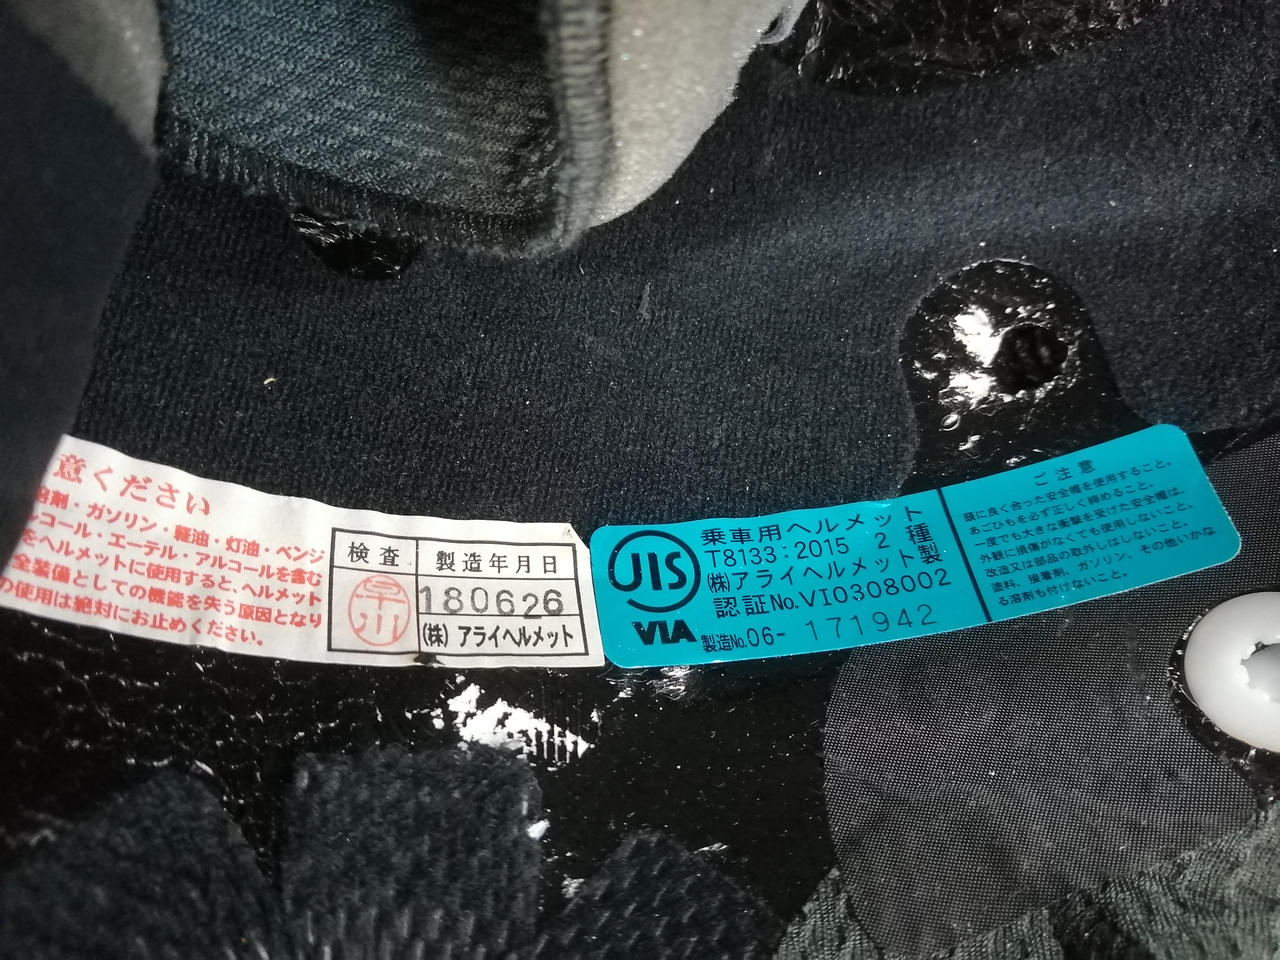 意ください
溶剤・ガソリン・軽油・灯油・ベンジ
コール・エーテル・アルコールを含む
をヘルメットに使用すると、ヘルメット
全装備としての機能を失う原因となり
の使用は絶対にお止めください。
検査
製造年月日
180626
(株) アライヘルメット
JIS
VIA
乗車用ヘルメット
T8133:2015 2種
㈱アライヘルメット製
認証No.VI0308002
製造No.06- 171942
ご注意
頭に良く合った安全帽を使用すること。
あごひもを必ず正しく締めること。
一度でも大きな衝撃を受けた安全帽は、
外観に損傷がなくても使用しないこと。
改造又は部品の取外しはしないこと。
塗料、接着剤、ガソリン、その他いかな
る溶剤も付けないこと。